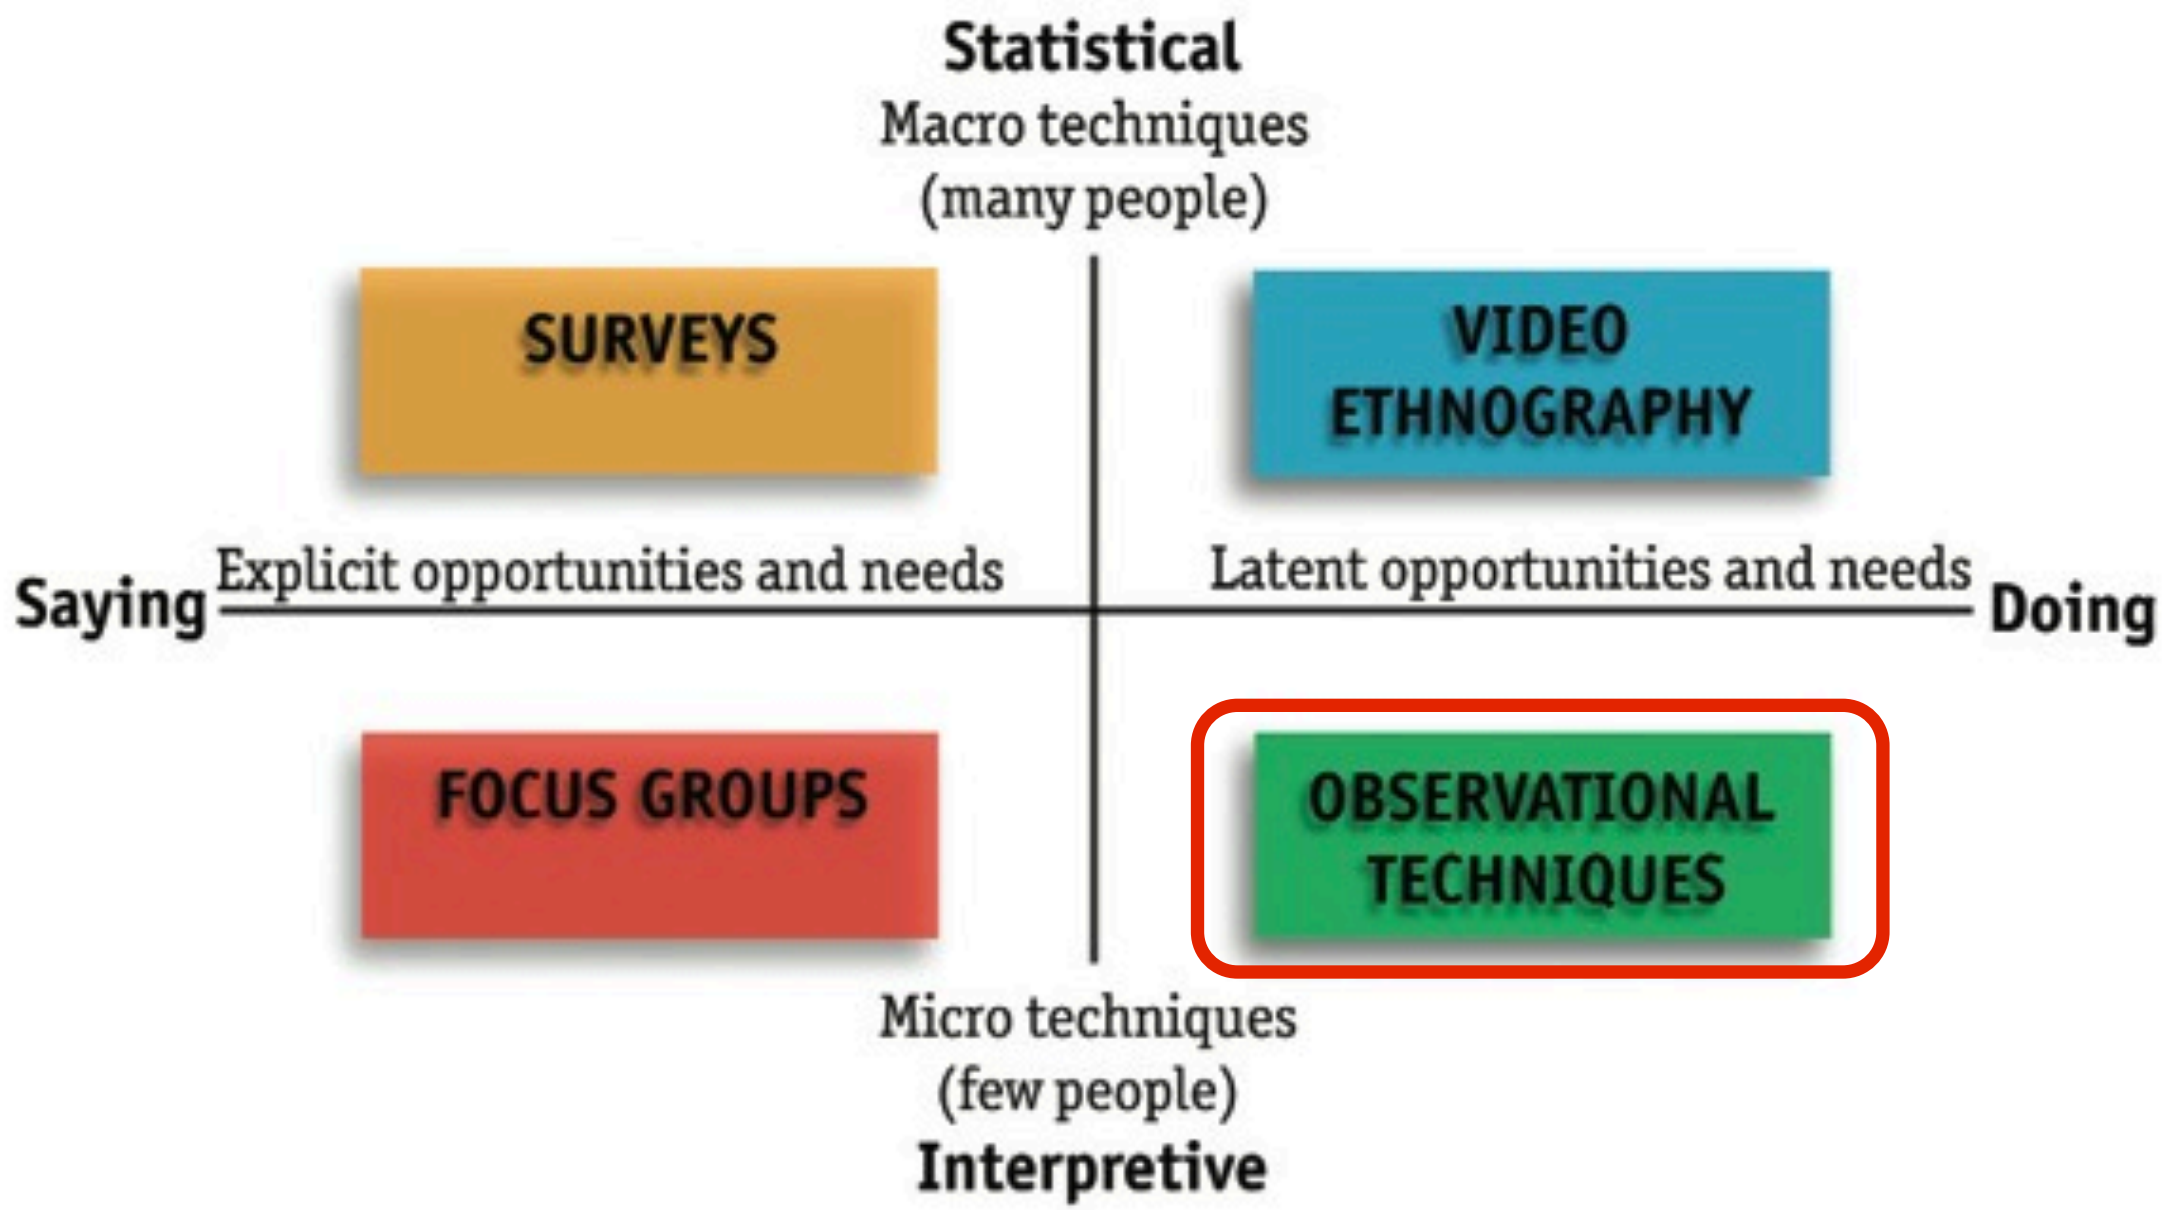 Statistical
Macro techniques
(many people)
SURVEYS
VIDEO
ETHNOGRAPHY
Explicit opportunities and needs
Latent opportunities and needs
Saying
Doing
FOCUS GROUPS
OBSERVATIONAL
TECHNIQUES
Micro techniques
(few people)
Interpretive